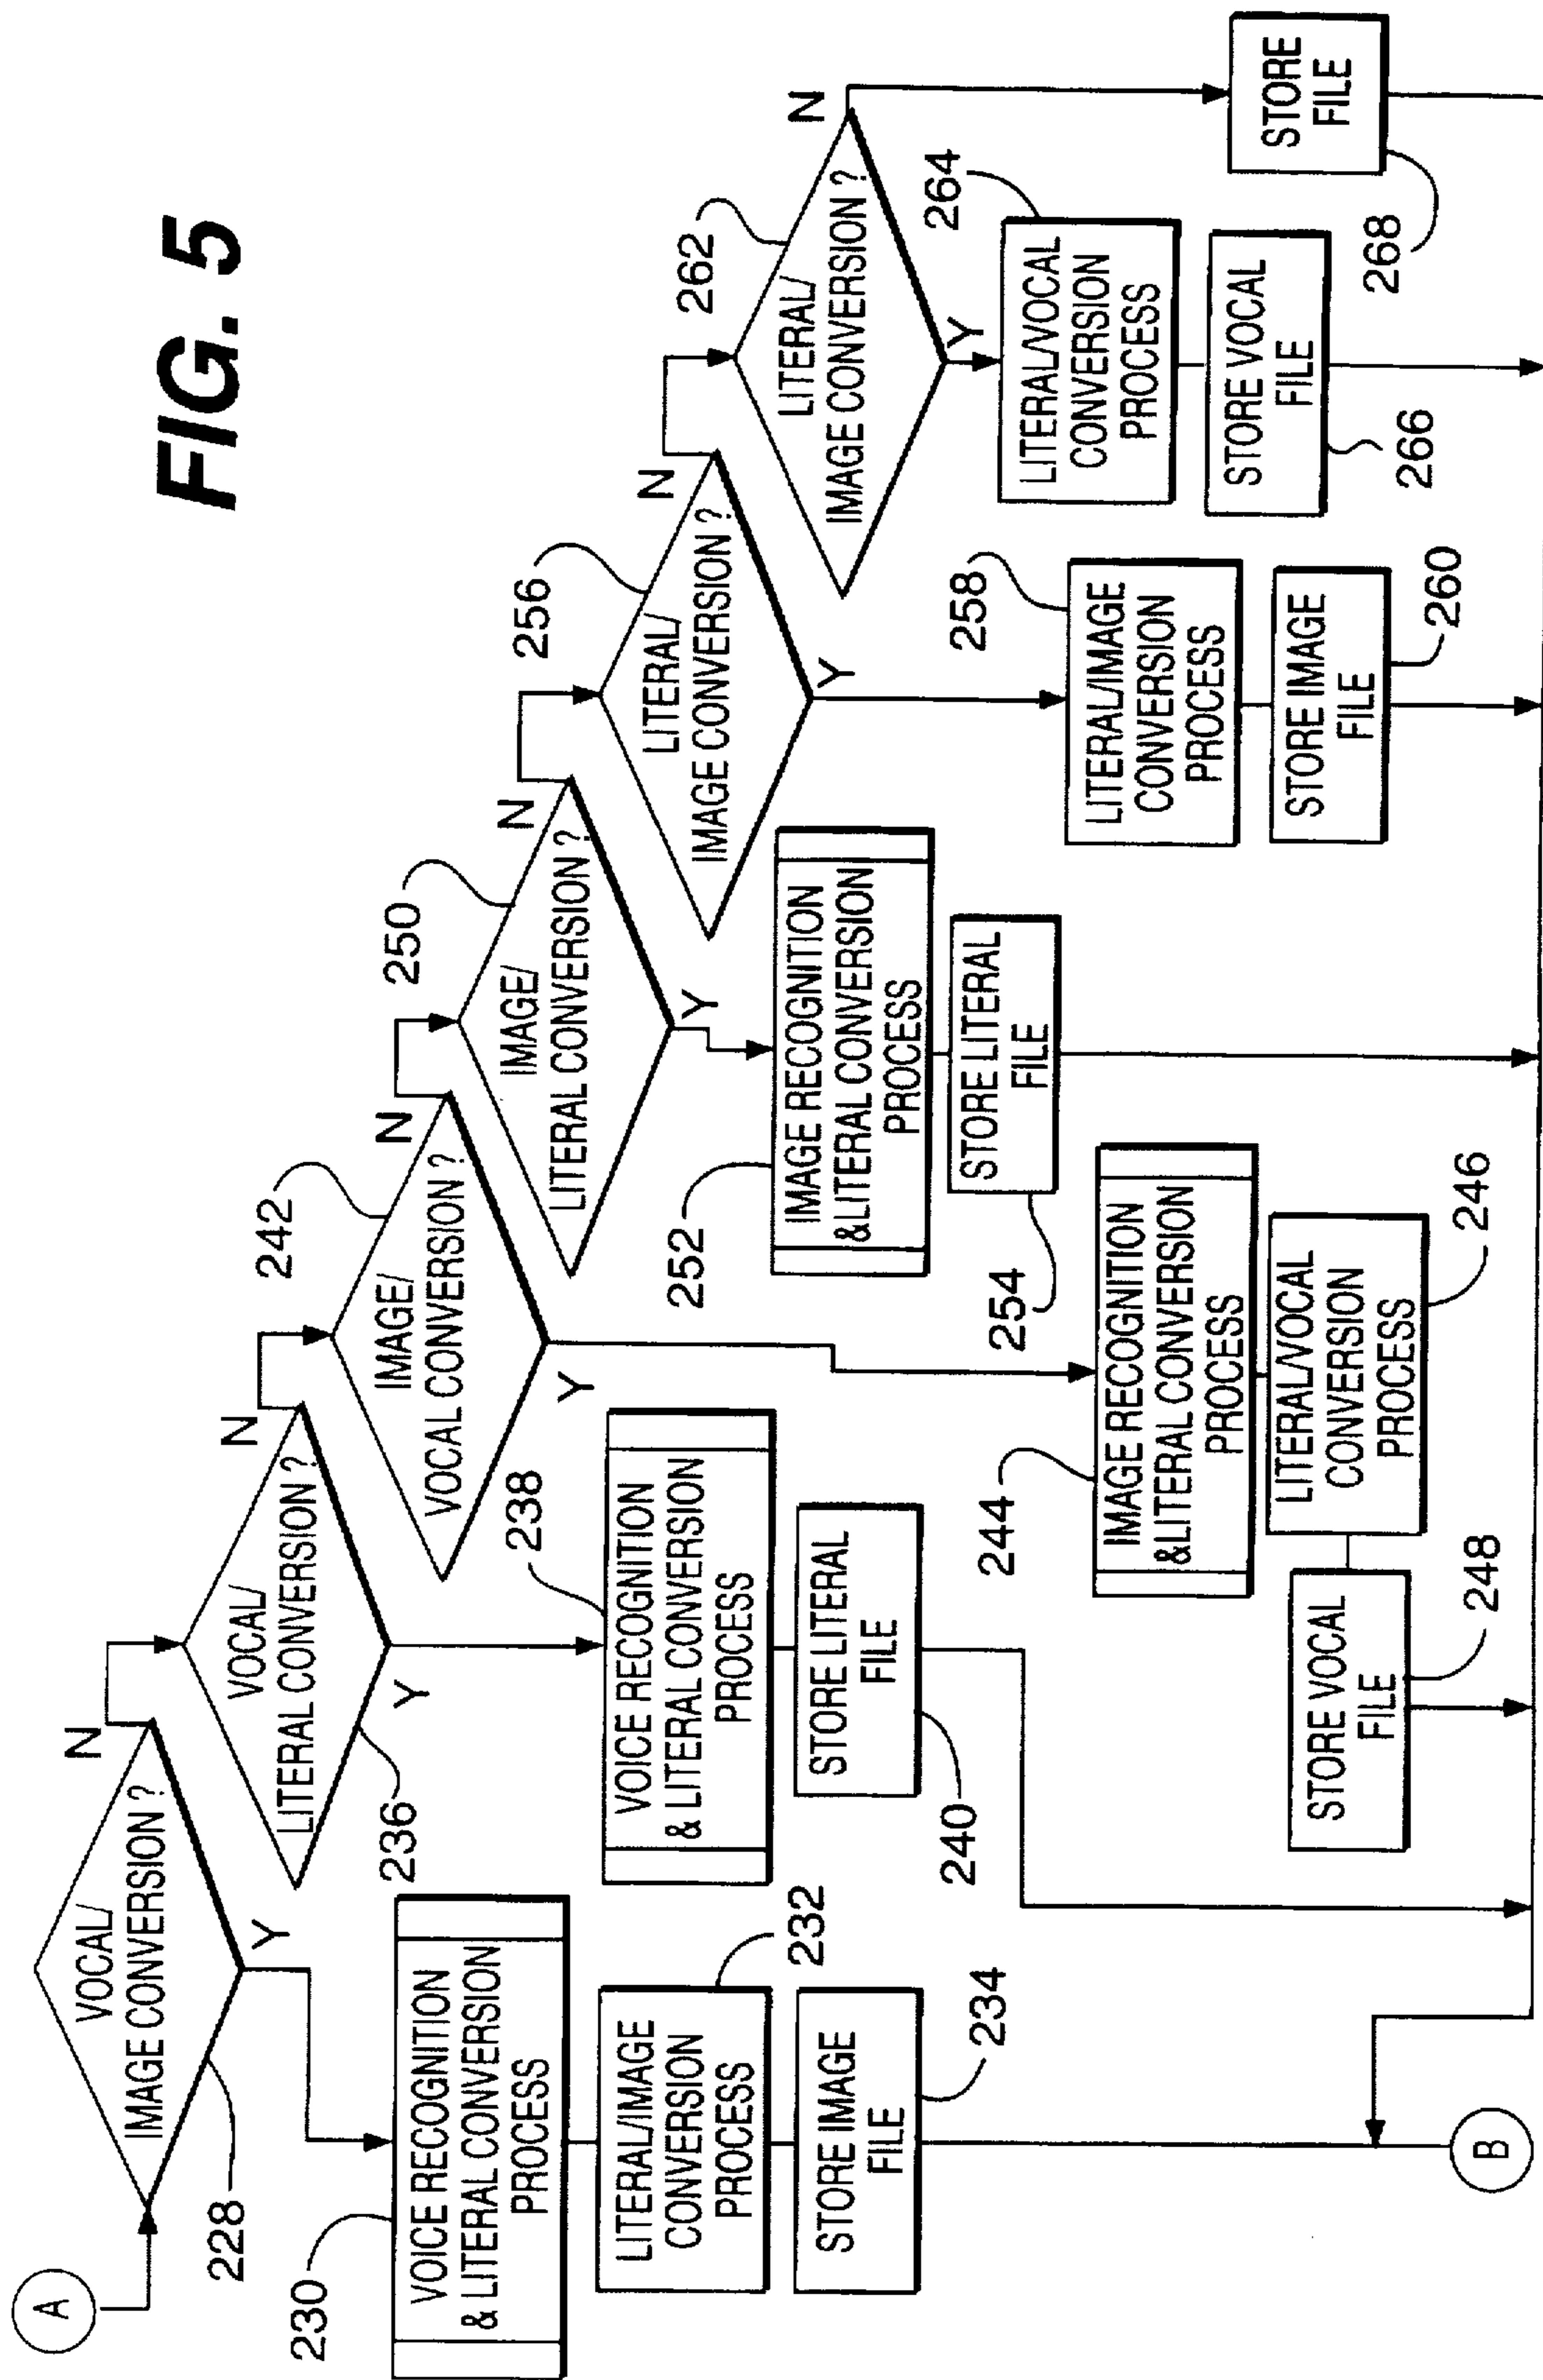 FIG. 5
A
VOCAL/
IMAGE CONVERSION ?
228
N
Y
230
VOICE RECOGNITION
& LITERAL CONVERSION
PROCESS
LITERAL/IMAGE
CONVERSION
PROCESS
232
STORE IMAGE
FILE
234
VOCAL/
LITERAL CONVERSION ?
236
N
Y
238
VOICE RECOGNITION
& LITERAL CONVERSION
PROCESS
STORE LITERAL
FILE
240
IMAGE/
VOCAL CONVERSION ?
242
N
Y
244
IMAGE RECOGNITION
&LITERAL CONVERSION
PROCESS
LITERAL/VOCAL
CONVERSION
PROCESS
246
STORE VOCAL
FILE
248
IMAGE/
LITERAL CONVERSION ?
250
N
Y
252
IMAGE RECOGNITION
&LITERAL CONVERSION
PROCESS
STORE LITERAL
FILE
254
LITERAL/
IMAGE CONVERSION ?
256
N
Y
258
LITERAL/IMAGE
CONVERSION
PROCESS
STORE IMAGE
FILE
260
LITERAL/
IMAGE CONVERSION ?
262
N
Y
264
LITERAL/VOCAL
CONVERSION
PROCESS
STORE VOCAL
FILE
266
STORE
FILE
268
B